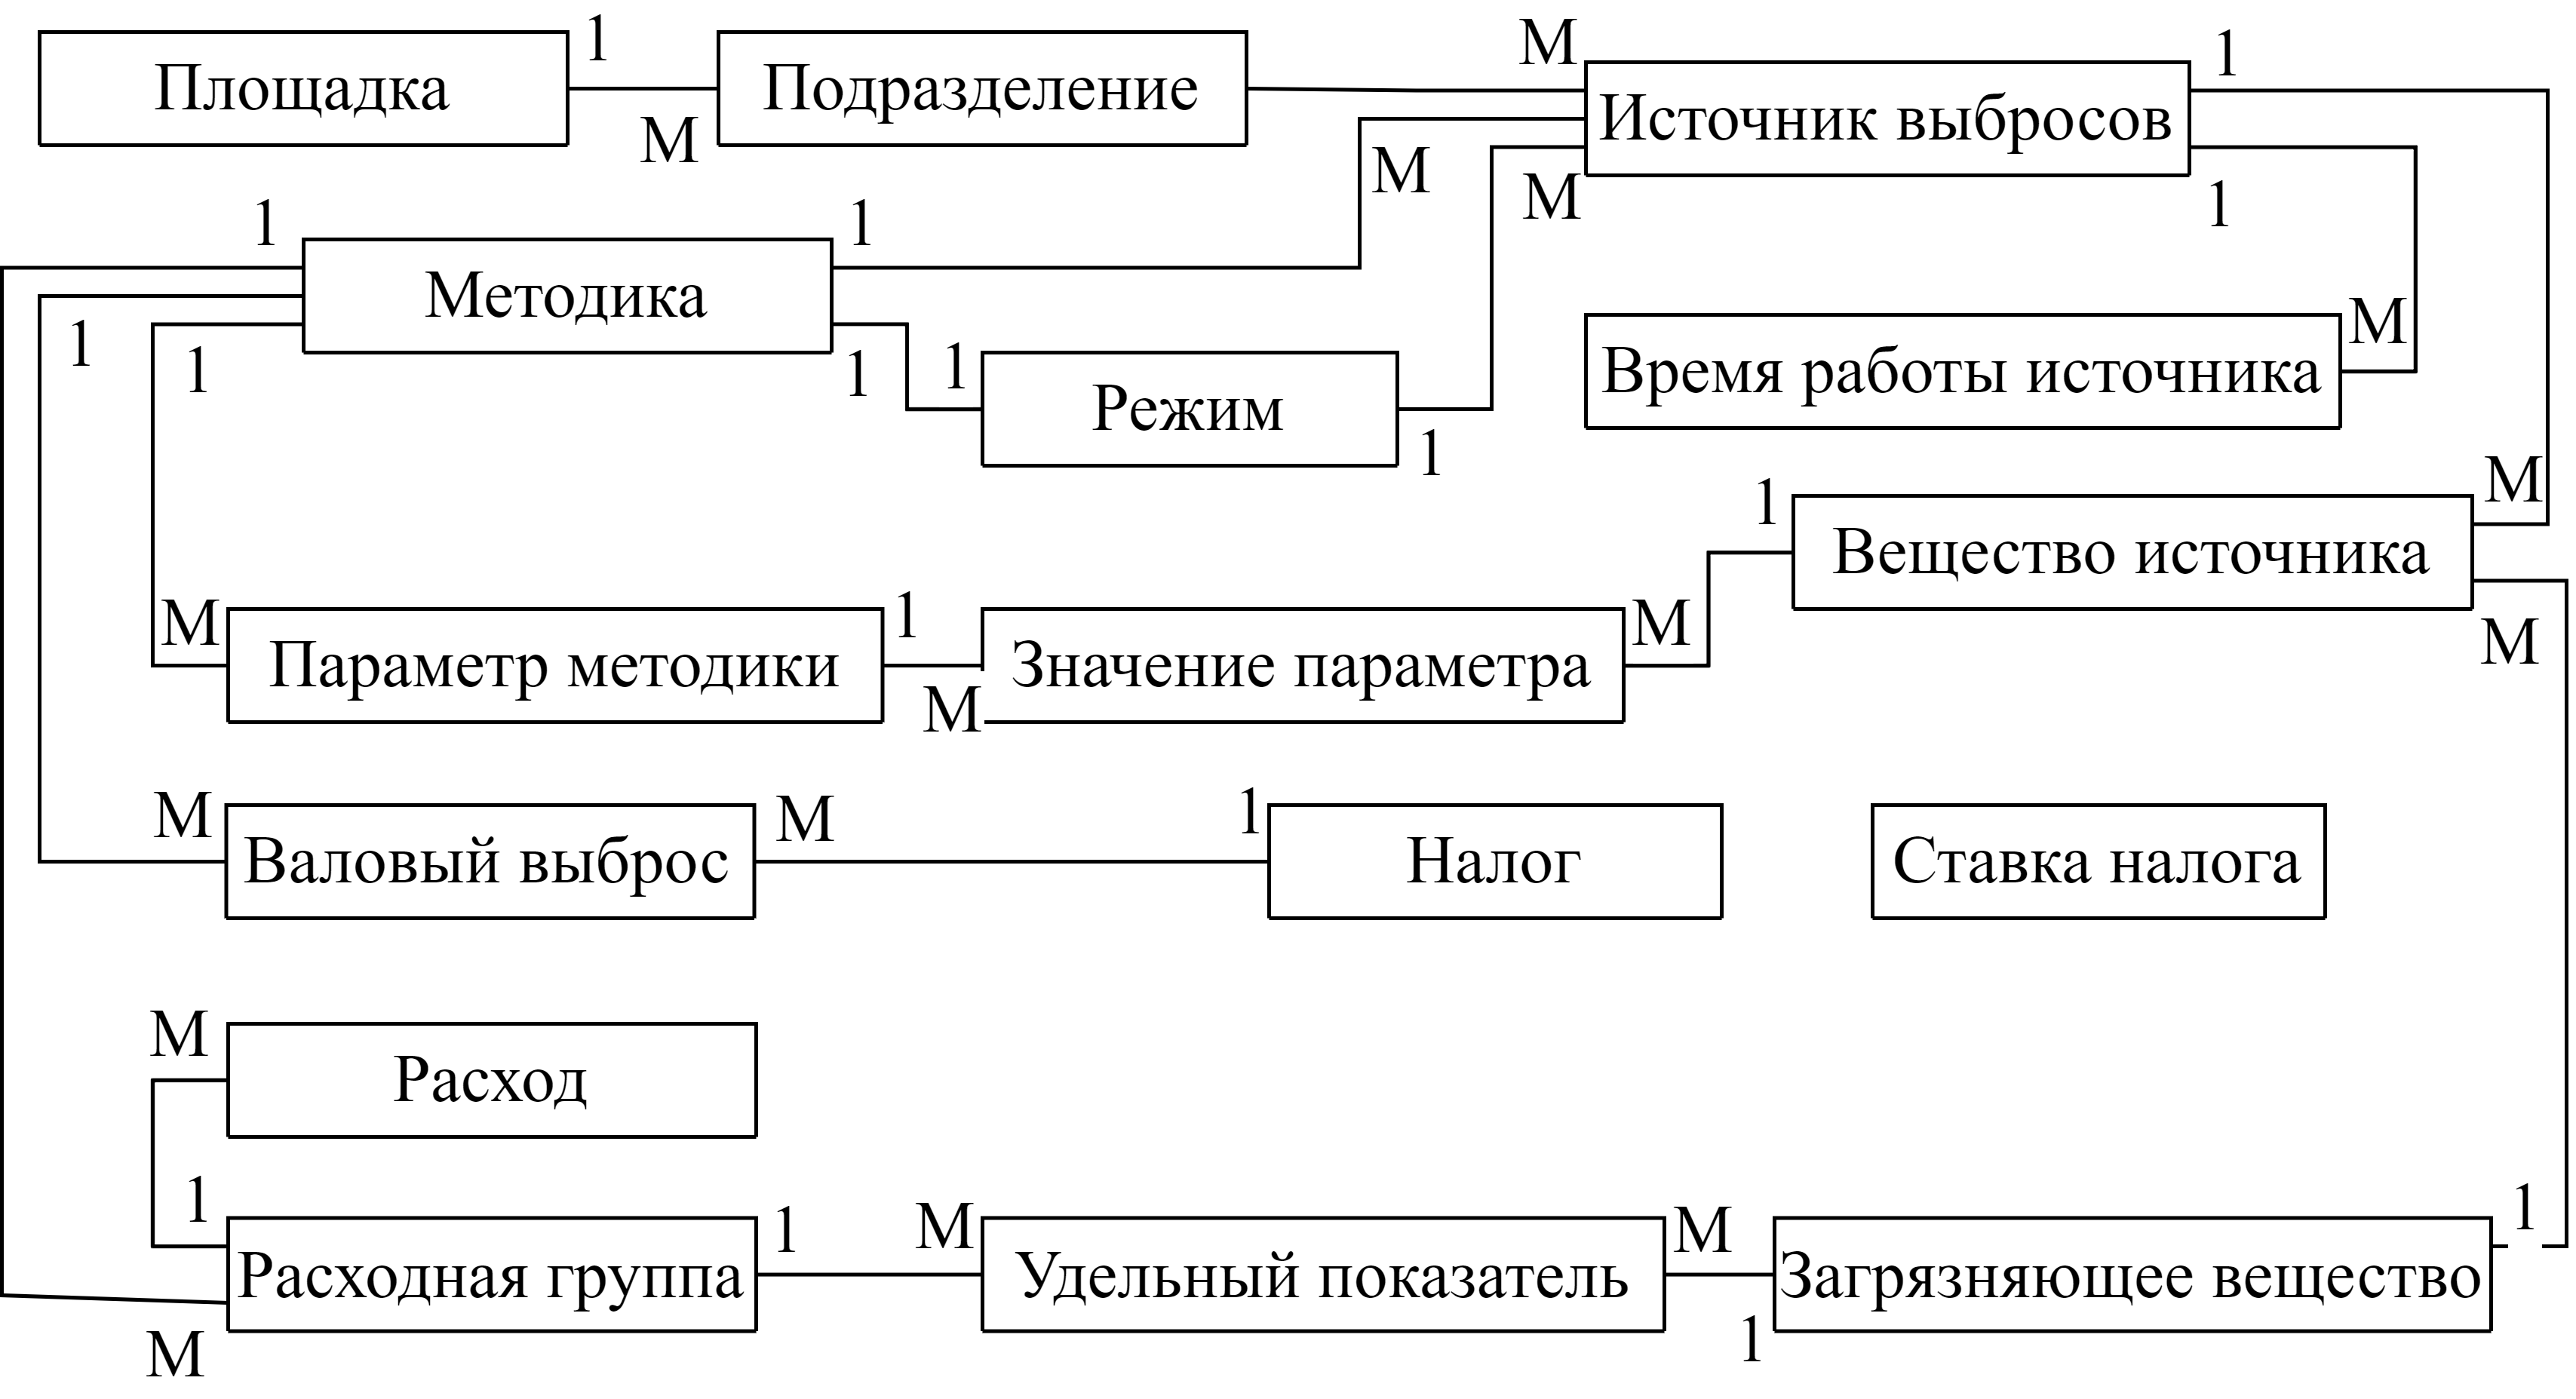 1
М
1
Площадка
Подразделение
Источник выбросов
М
М
М
1
1
1
Методика
1
1
1
1
Режим
1
М
Время работы источника
1
М
1
Вещество источника
М
1
М
М
Параметр методики
Значение параметра
М
М
М
1
Валовый выброс
Налог
Ставка налога
М
Расход
1
1
М
М
1
Расходная группа
Удельный показатель
Загрязняющее вещество
М
1